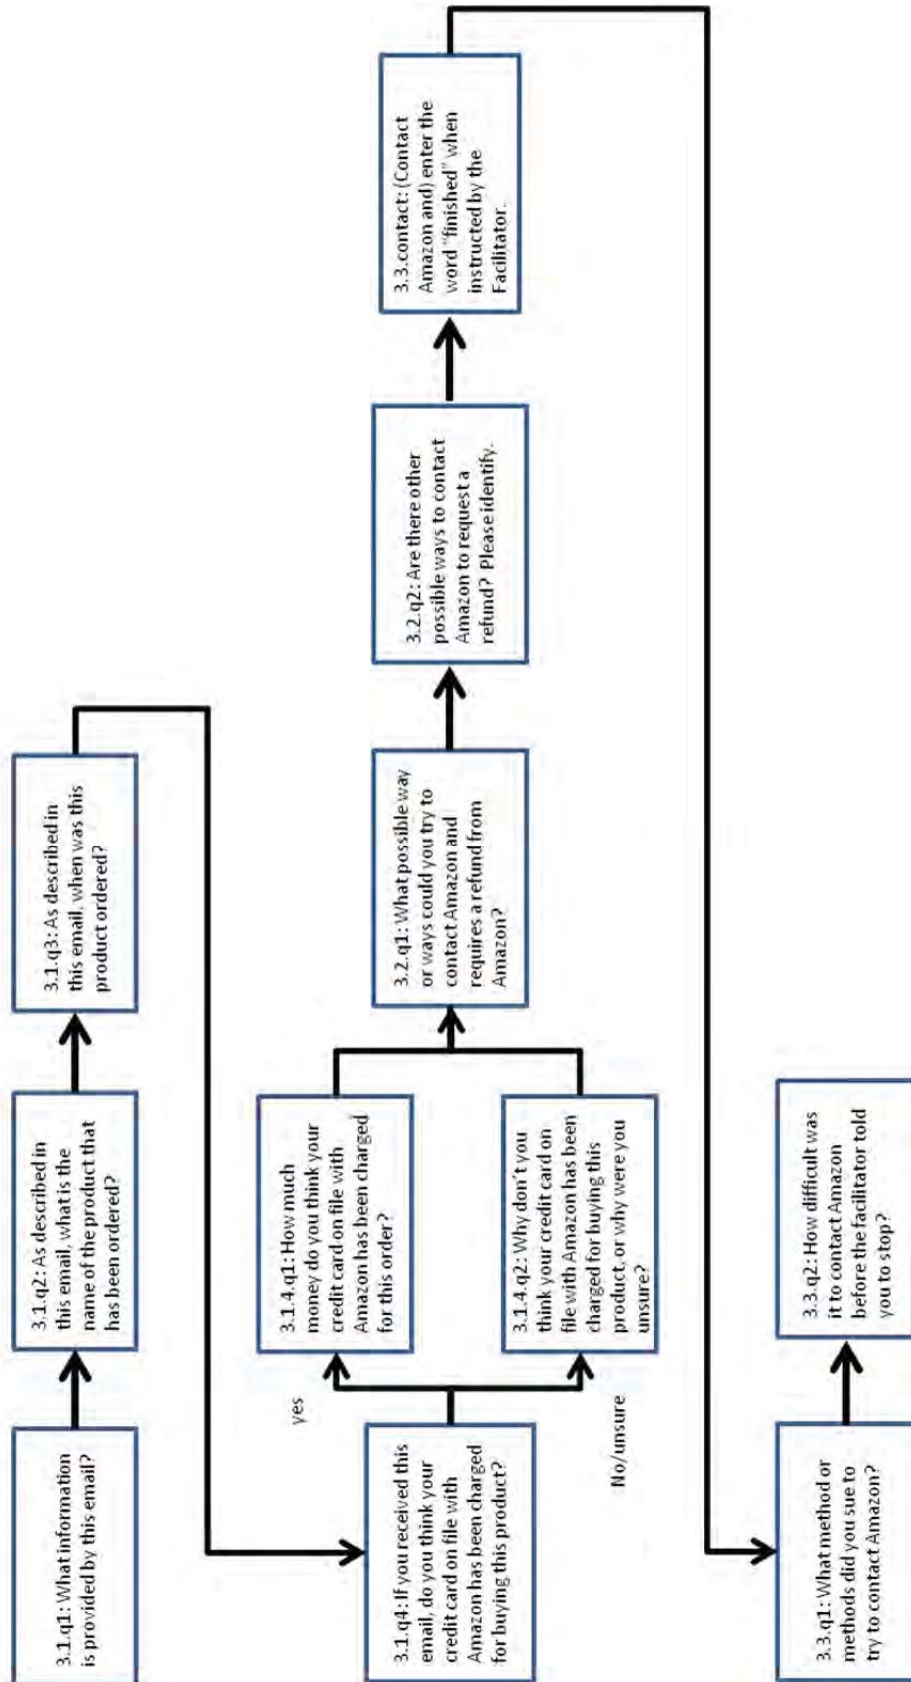 3.1.q1: What information
is provided by this email?
3.1.q2: As described in
this email, what is the
name of the product that
has been ordered?
3.1.q3: As described in
this email, when was this
product ordered?
3.1.q4: If you received this
email, do you think your
credit card on file with
Amazon has been charged
for buying this product?
yes
No/unsure
3.1.4.q1: How much
money do you think your
credit card on file with
Amazon has been charged
for this order?
3.1.4.q2: Why don't you
think your credit card on
file with Amazon has been
charged for buying this
product, or why were you
unsure?
3.2.q1: What possible way
or ways could you try to
contact Amazon and
requires a refund from
Amazon?
3.2.q2: Are there other
possible ways to contact
Amazon to request a
refund? Please identify.
3.3.contact: (Contact
Amazon and) enter the
word "finished" when
instructed by the
Facilitator.
3.3.q1: What method or
methods did you sue to
try to contact Amazon?
3.3.q2: How difficult was
it to contact Amazon
before the facilitator told
you to stop?